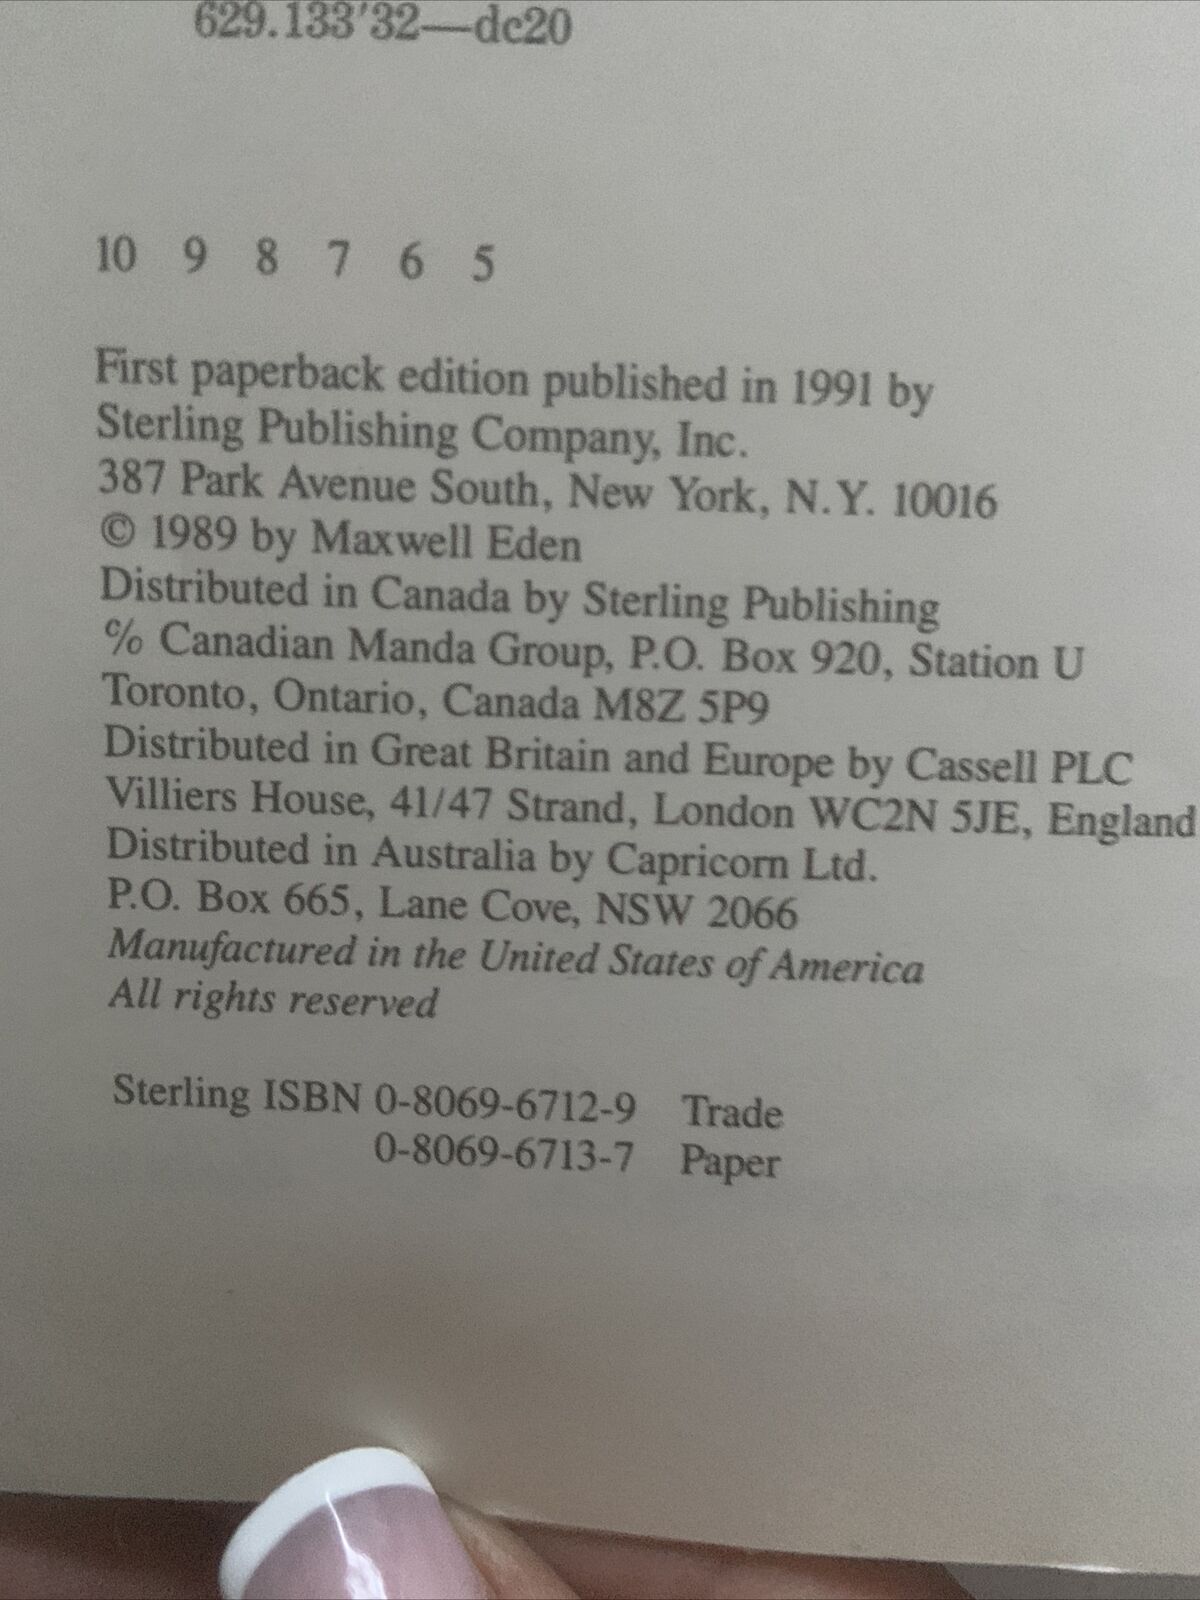 629.133'32—dc20
10 9 8 7 6 5
First paperback edition published in 1991 by
Sterling Publishing Company, Inc.
387 Park Avenue South, New York, N.Y. 10016
© 1989 by Maxwell Eden
Distributed in Canada by Sterling Publishing
℅ Canadian Manda Group, P.O. Box 920, Station U
Toronto, Ontario, Canada M8Z 5P9
Distributed in Great Britain and Europe by Cassell PLC
Villiers House, 41/47 Strand, London WC2N 5JE, England
Distributed in Australia by Capricorn Ltd.
P.O. Box 665, Lane Cove, NSW 2066
Manufactured in the United States of America
All rights reserved
Sterling ISBN 0-8069-6712-9 Trade
0-8069-6713-7 Paper